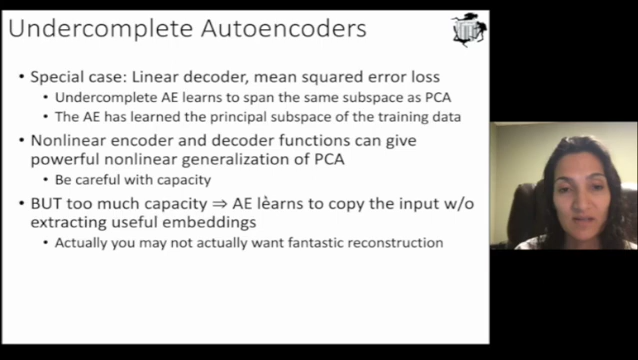 Undercomplete Autoencoders
• Special case: Linear decoder, mean squared error loss
• Undercomplete AE learns to span the same subspace as PCA
• The AE has learned the principal subspace of the training data
• Nonlinear encoder and decoder functions can give
powerful nonlinear generalization of PCA
• Be careful with capacity
• BUT too much capacity ⇒ AE learns to copy the input w/o
extracting useful embeddings
• Actually you may not actually want fantastic reconstruction